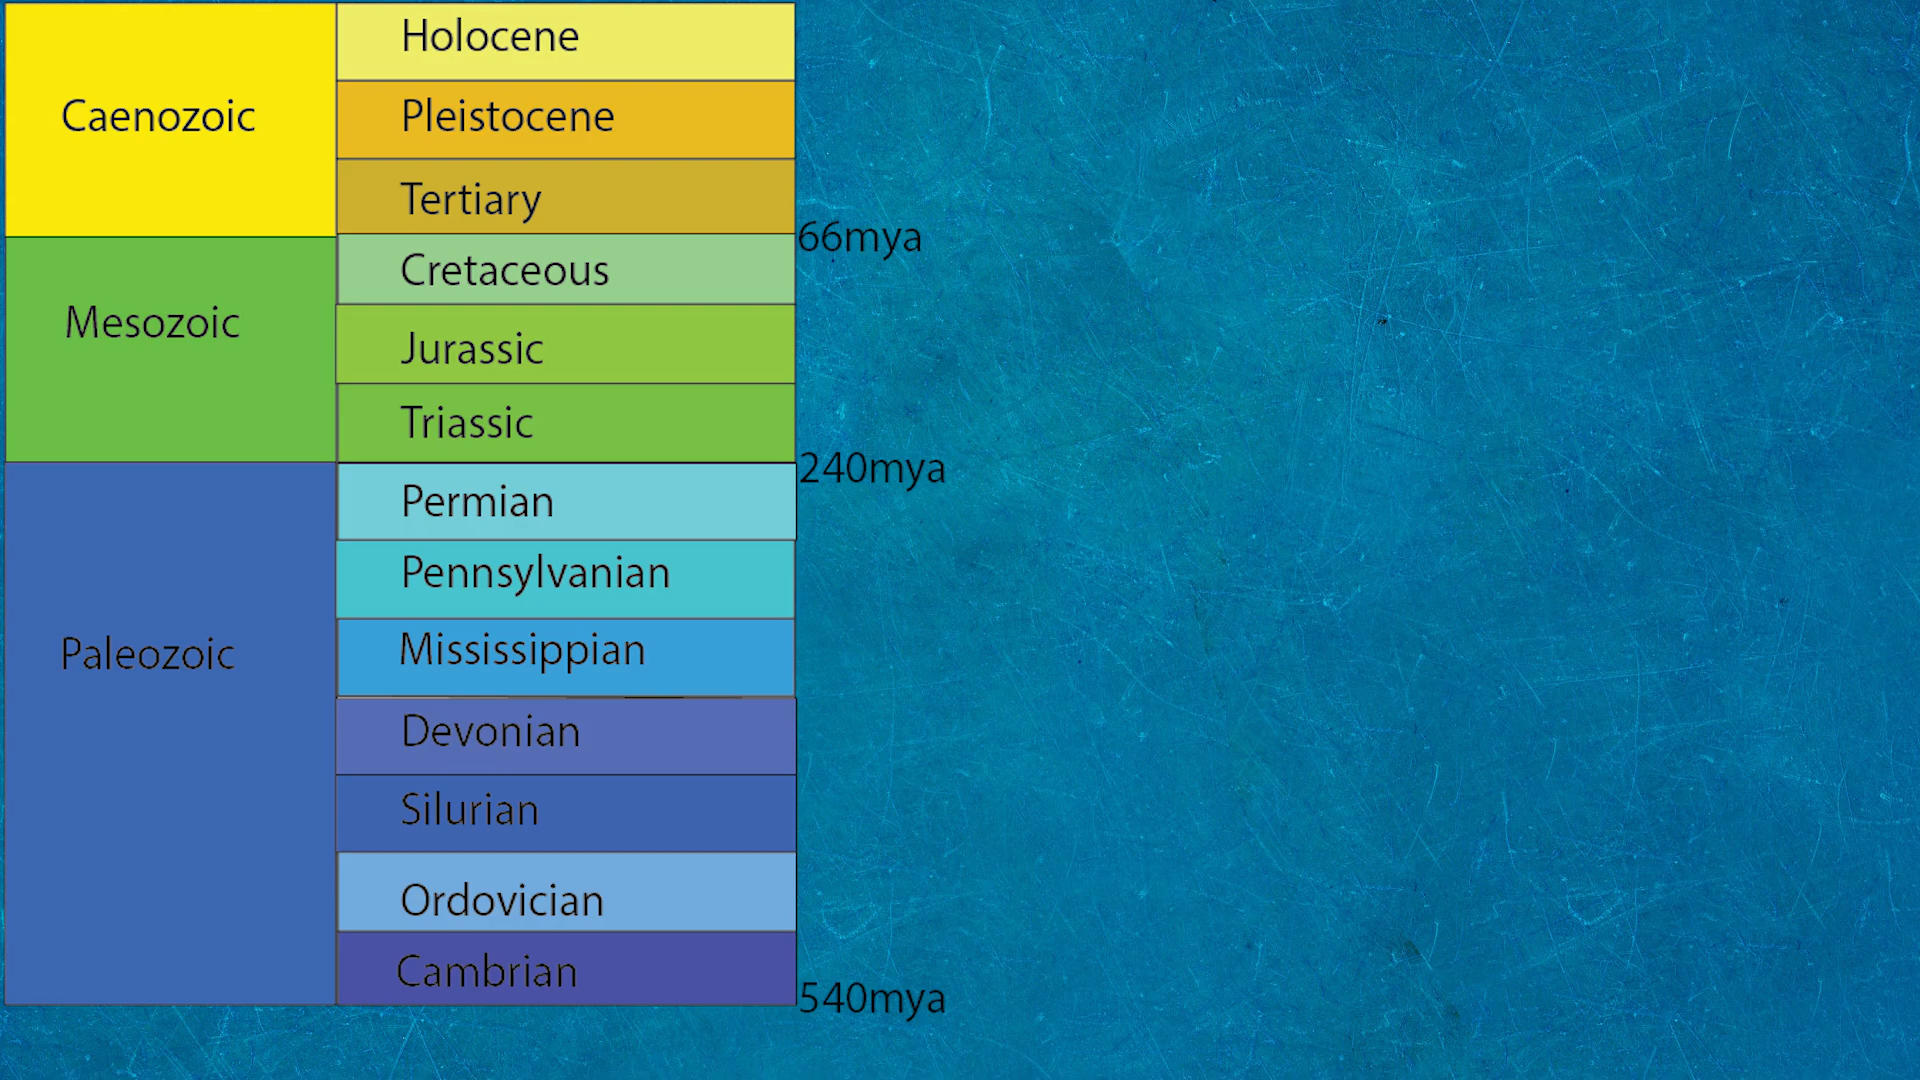 Holocene
Caenozoic
Pleistocene
Tertiary
66mya
Cretaceous
Mesozoic
Jurassic
Triassic
240mya
Permian
Pennsylvanian
Paleozoic
Mississippian
Devonian
Silurian
Ordovician
Cambrian
540mya